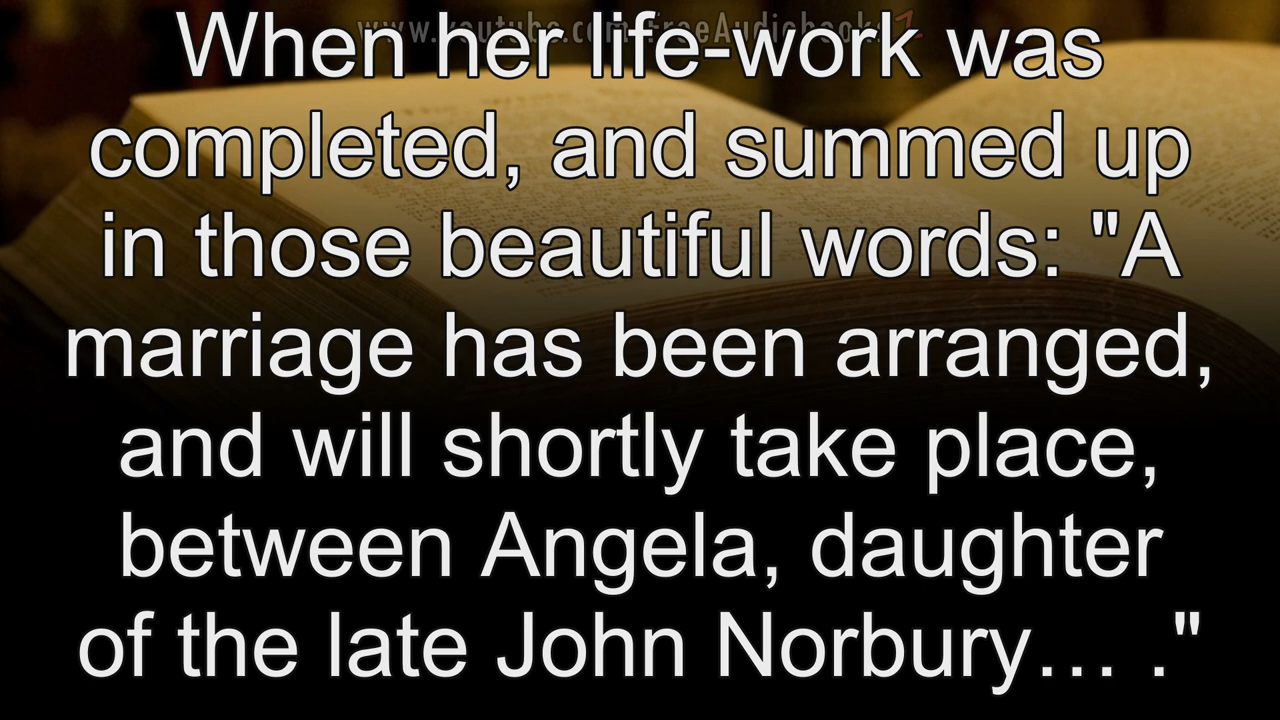 www.youtube.com/FreeAudiobooks
When her life-work was
completed, and summed up
in those beautiful words: "A
marriage has been arranged,
and will shortly take place,
between Angela, daughter
of the late John Norbury… ."